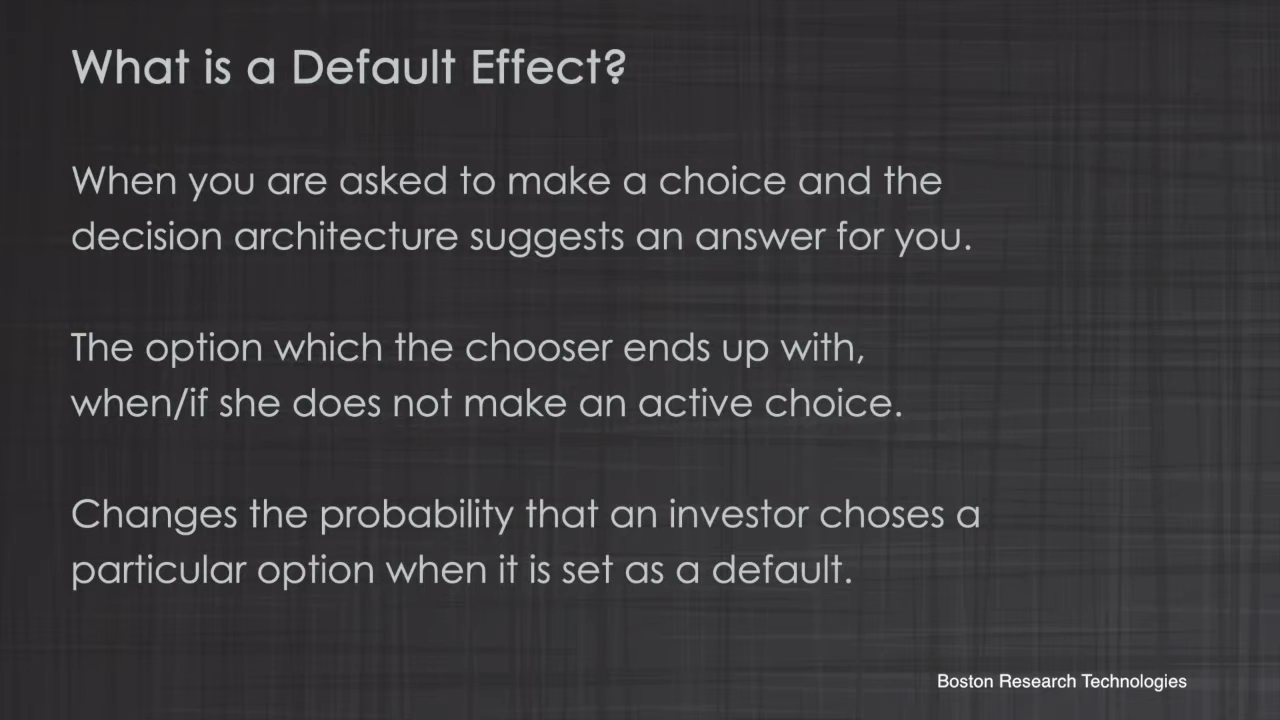 What is a Default Effect?
When you are asked to make a choice and the
decision architecture suggests an answer for you.
The option which the chooser ends up with,
when/if she does not make an active choice.
Changes the probability that an investor choses a
particular option when it is set as a default.
Boston Research Technologies